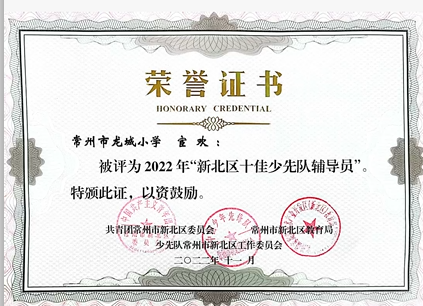 荣誉证书
HONORARY CREDENTIAL
常州市龙城小学 宣欢：
被评为2022年“新北区十佳少先队辅导员”。
特颁此证，以资鼓励。
共青团常州市新北区委员会 常州市新北区教育局
少先队常州市新北区工作委员会
二〇二二年十一月